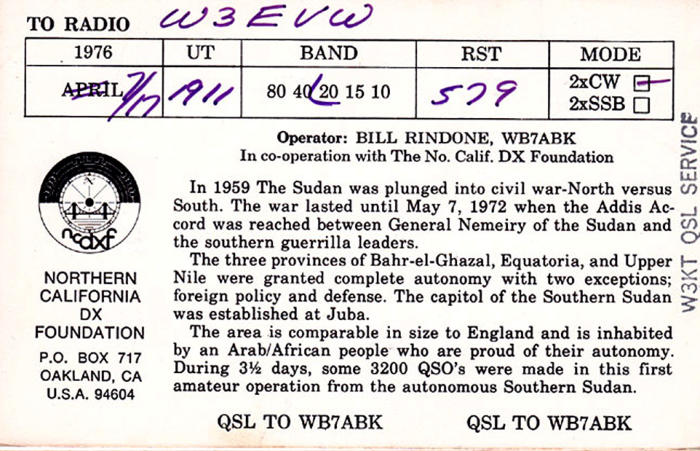 TO RADIO W3EVW
1976 UT BAND RST MODE
APRIL 7/17 1911 80 40 20 15 10 579 2xCW
2xSSB
Operator: BILL RINDONE, WB7ABK
In co-operation with The No. Calif. DX Foundation
In 1959 The Sudan was plunged into civil war-North versus
South. The war lasted until May 7, 1972 when the Addis Ac-
cord was reached between General Nemeiry of the Sudan and
the southern guerrilla leaders.
The three provinces of Bahr-el-Ghazal, Equatoria, and Upper
Nile were granted complete autonomy with two exceptions;
foreign policy and defense. The capitol of the Southern Sudan
was established at Juba.
The area is comparable in size to England and is inhabited
by an Arab/African people who are proud of their autonomy.
During 3½ days, some 3200 QSO's were made in this first
amateur operation from the autonomous Southern Sudan.
QSL TO WB7ABK QSL TO WB7ABK
N
ncdxf
NORTHERN
CALIFORNIA
DX
FOUNDATION
P.O. BOX 717
OAKLAND, CA
U.S.A. 94604
W3KT QSL SERVICE